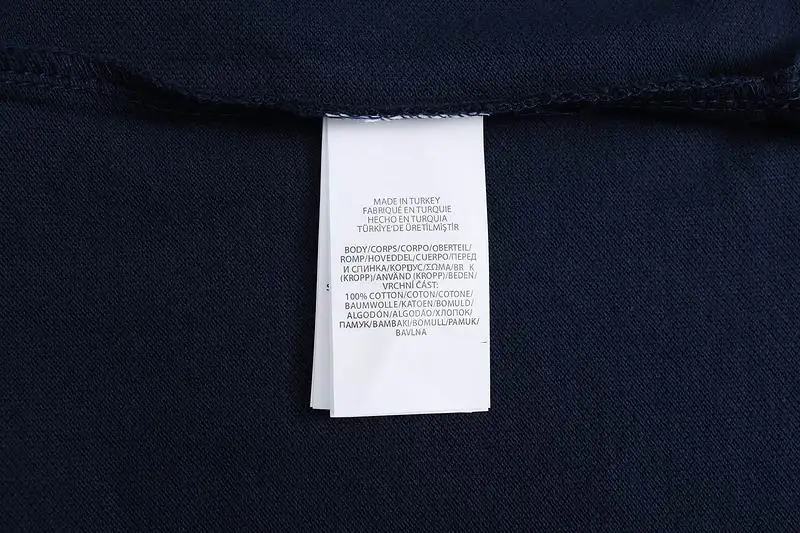 MADE IN TURKEY
FABRIQUÉ EN TURQUIE
HECHO EN TURQUIA
TÜRKİYE'DE ÜRETİLMİŞTİR
BODY/CORPS/CORPO/OBERTEIL/
ROMP/HOVEDDEL/CUERPO/ПЕРЕД
И СПИНКА/КОРПУС/ΣΩΜΑ/BR K
(KROPP)/ANVÄND (KROPP)/BEDEN/
VRCHNÍ ČÁST:
100% COTTON/COTON/COTONE/
BAUMWOLLE/KATOEN/BOMULD/
ALGODÓN/ALGODÃO/ХЛОПОК/
ПАМУК/BAMBAKI/BOMULL/PAMUK/
BAVLNA